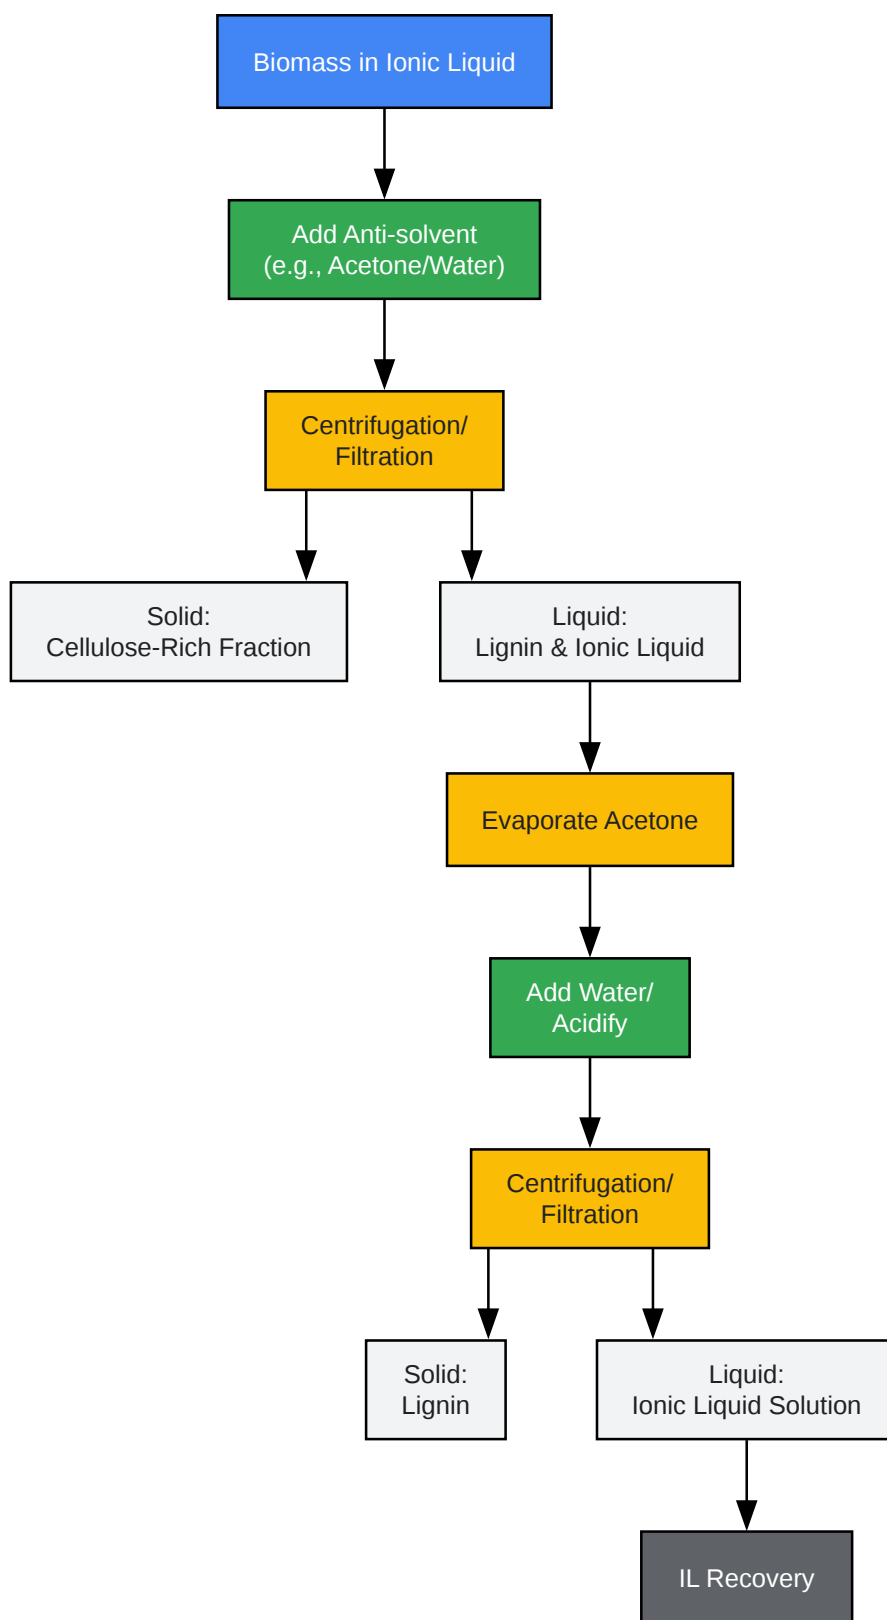 Biomass in Ionic Liquid
Add Anti-solvent
(e.g., Acetone/Water)
Centrifugation/
Filtration
Solid:
Cellulose-Rich Fraction
Liquid:
Lignin & Ionic Liquid
Evaporate Acetone
Add Water/
Acidify
Centrifugation/
Filtration
Solid:
Lignin
Liquid:
Ionic Liquid Solution
IL Recovery